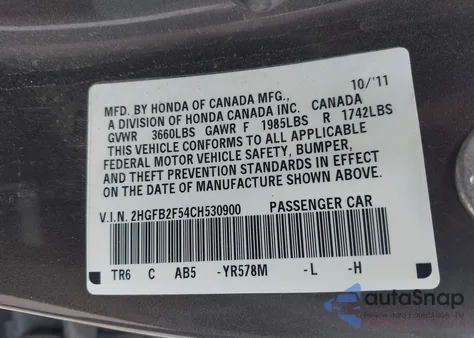 10/'11
MFD. BY HONDA OF CANADA MFG.,
A DIVISION OF HONDA CANADA INC. CANADA
GVWR 3660LBS GAWR F 1985LBS R 1742LBS
THIS VEHICLE CONFORMS TO ALL APPLICABLE
FEDERAL MOTOR VEHICLE SAFETY, BUMPER,
AND THEFT PREVENTION STANDARDS IN EFFECT
ON THE DATE OF MANUFACTURE SHOWN ABOVE.
V.I.N. 2HGFB2F54CH530900 PASSENGER CAR
TR6 C AB5 -YR578M -L -H
autoSnap